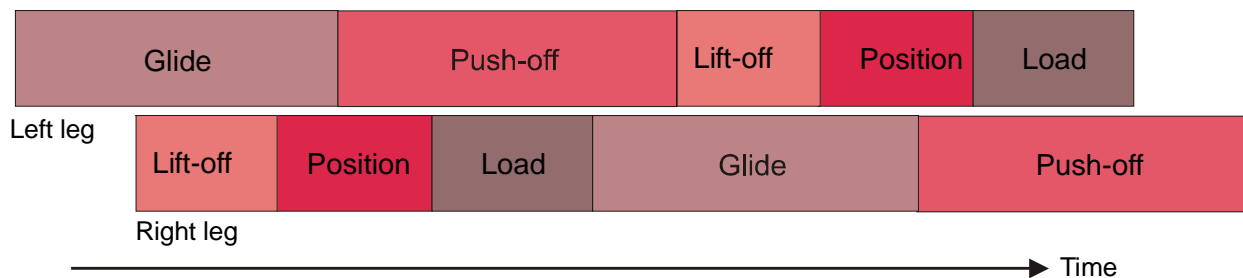 Glide Push-off Lift-off Position Load
Left leg
Lift-off Position Load Glide Push-off
Right leg
Time